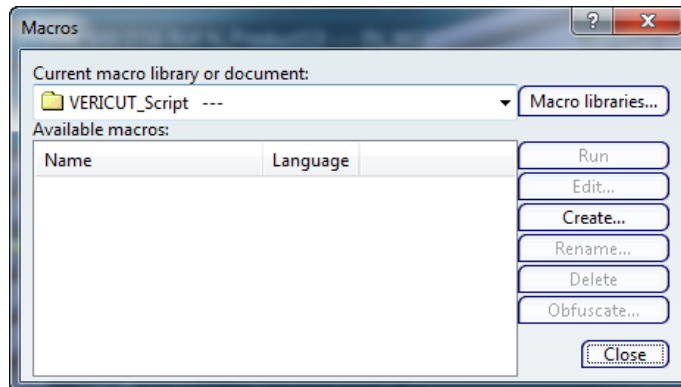 Macros
Current macro library or document:
VERICUT_Script ---
Macro libraries...
Available macros:
Name Language
Run
Edit...
Create...
Rename...
Delete
Obfuscate...
Close